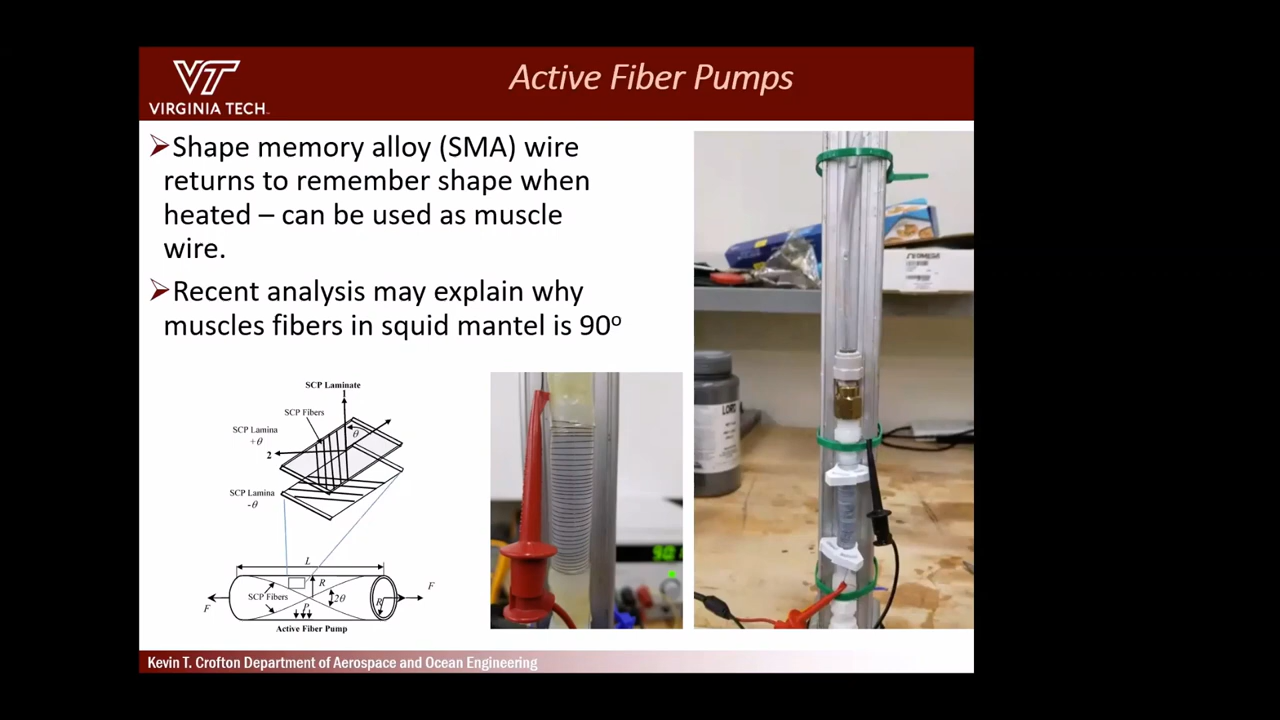 VT
VIRGINIA TECH
Active Fiber Pumps
Shape memory alloy (SMA) wire
returns to remember shape when
heated – can be used as muscle
wire.
Recent analysis may explain why
muscles fibers in squid mantel is 90º
SCP Laminate
1
SCP Fibers
θ
SCP Lamina
+θ
2
SCP Lamina
-θ
L
R
F
SCP Fibers
2θ
P
F
Active Fiber Pump
OMEGA
LORD
Kevin T. Crofton Department of Aerospace and Ocean Engineering